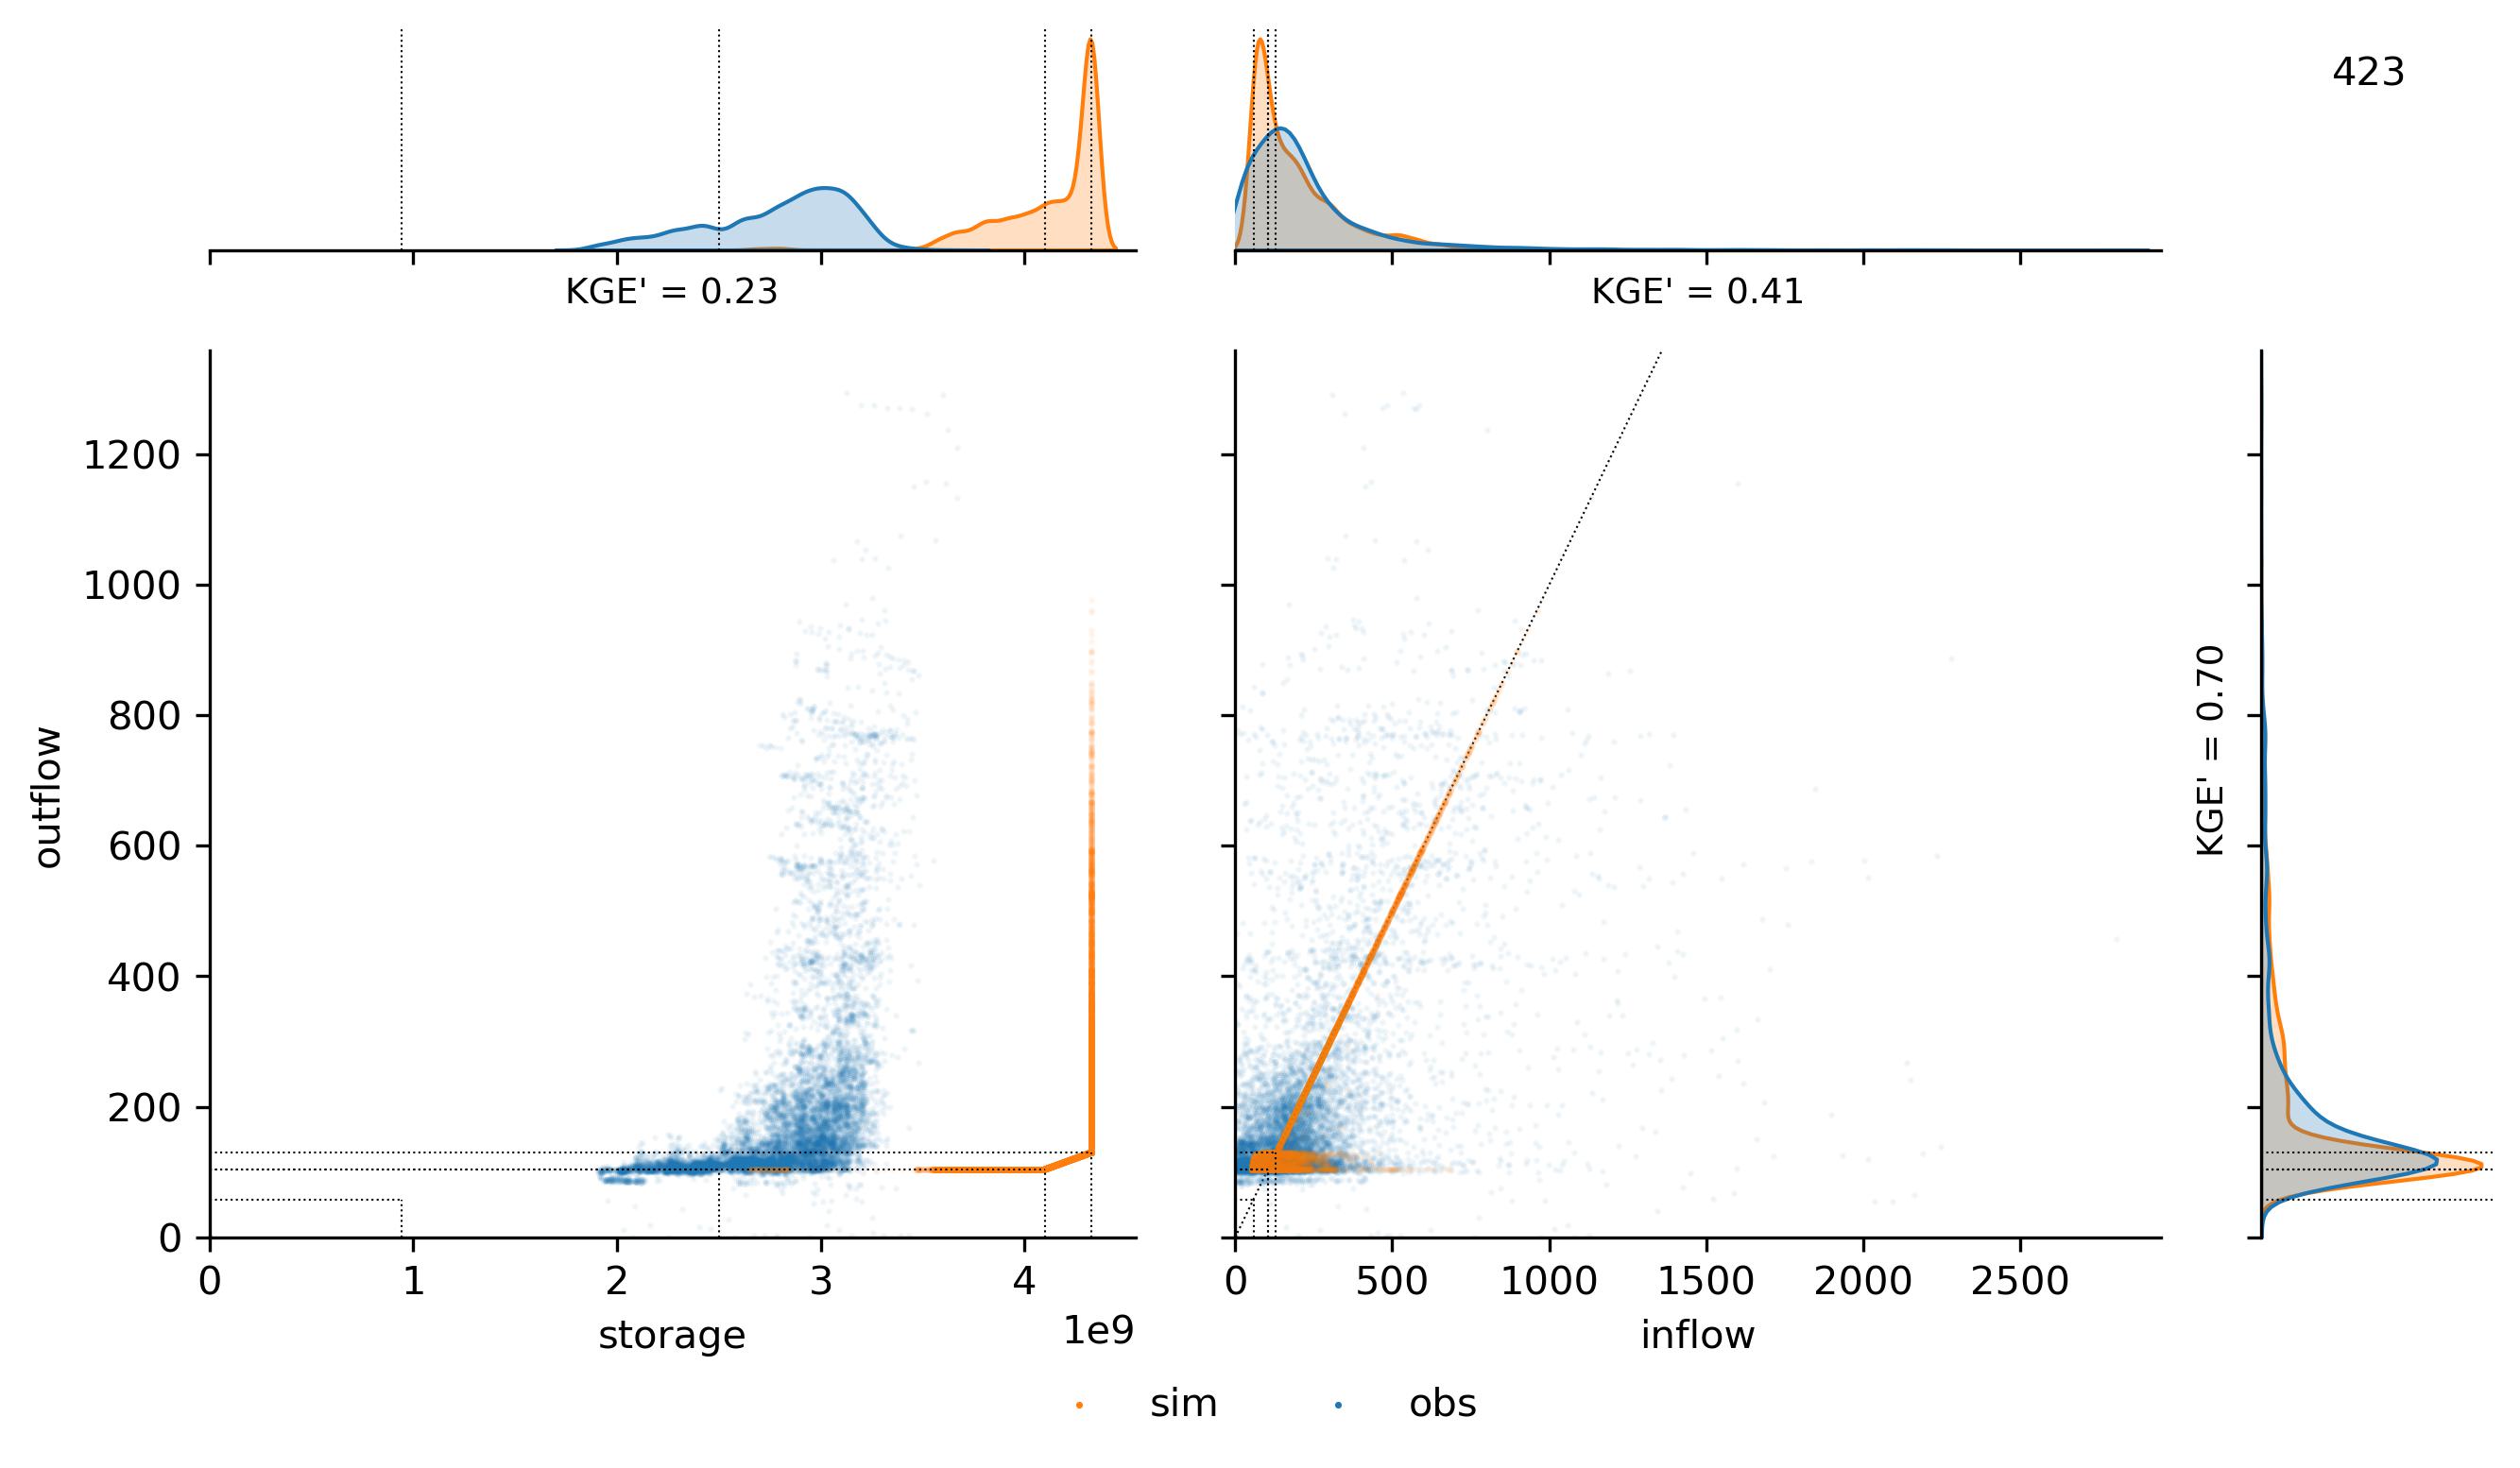 423
KGE' = 0.23
KGE' = 0.41
1200
1000
800
600
400
200
0
outflow
KGE' = 0.70
0 1 2 3 4
1e9
storage
0 500 1000 1500 2000 2500
inflow
sim obs